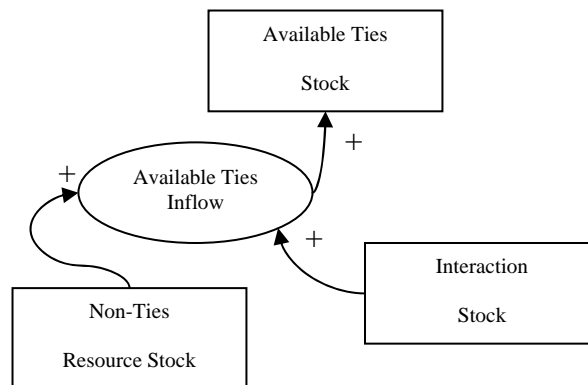 Available Ties
Stock
+
+
Available Ties
Inflow
+
Interaction
Stock
Non-Ties
Resource Stock